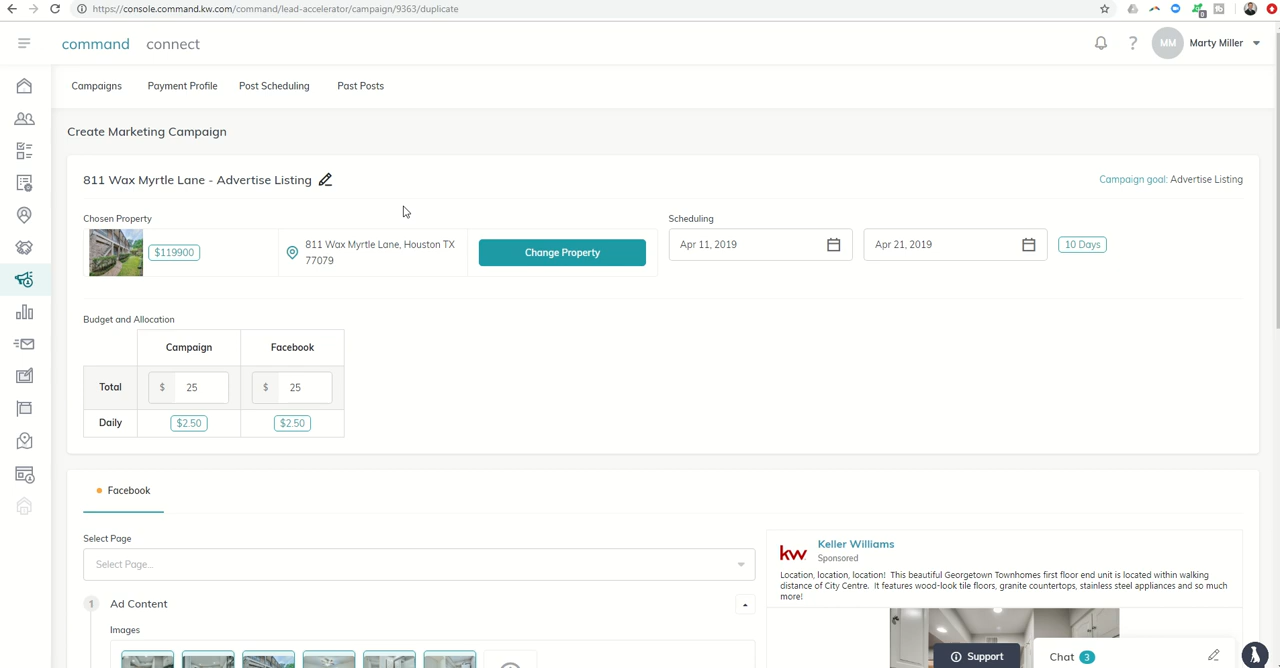 https://console.command.kw.com/command/lead-accelerator/campaign/9363/duplicate
command connect
MM Marty Miller
Campaigns Payment Profile Post Scheduling Past Posts
Create Marketing Campaign
811 Wax Myrtle Lane - Advertise Listing
Campaign goal: Advertise Listing
Chosen Property
Scheduling
$119900
811 Wax Myrtle Lane, Houston TX
77079
Change Property
Apr 11, 2019
Apr 21, 2019
10 Days
Budget and Allocation
Campaign Facebook
Total $ 25 $ 25
Daily $2.50 $2.50
Facebook
Select Page
Select Page...
1 Ad Content
Images
kw
Keller Williams
Sponsored
Location, location, location! This beautiful Georgetown Townhomes first floor end unit is located within walking
distance of City Centre. It features wood-look tile floors, granite countertops, stainless steel appliances and so much
more!
Support
Chat 3